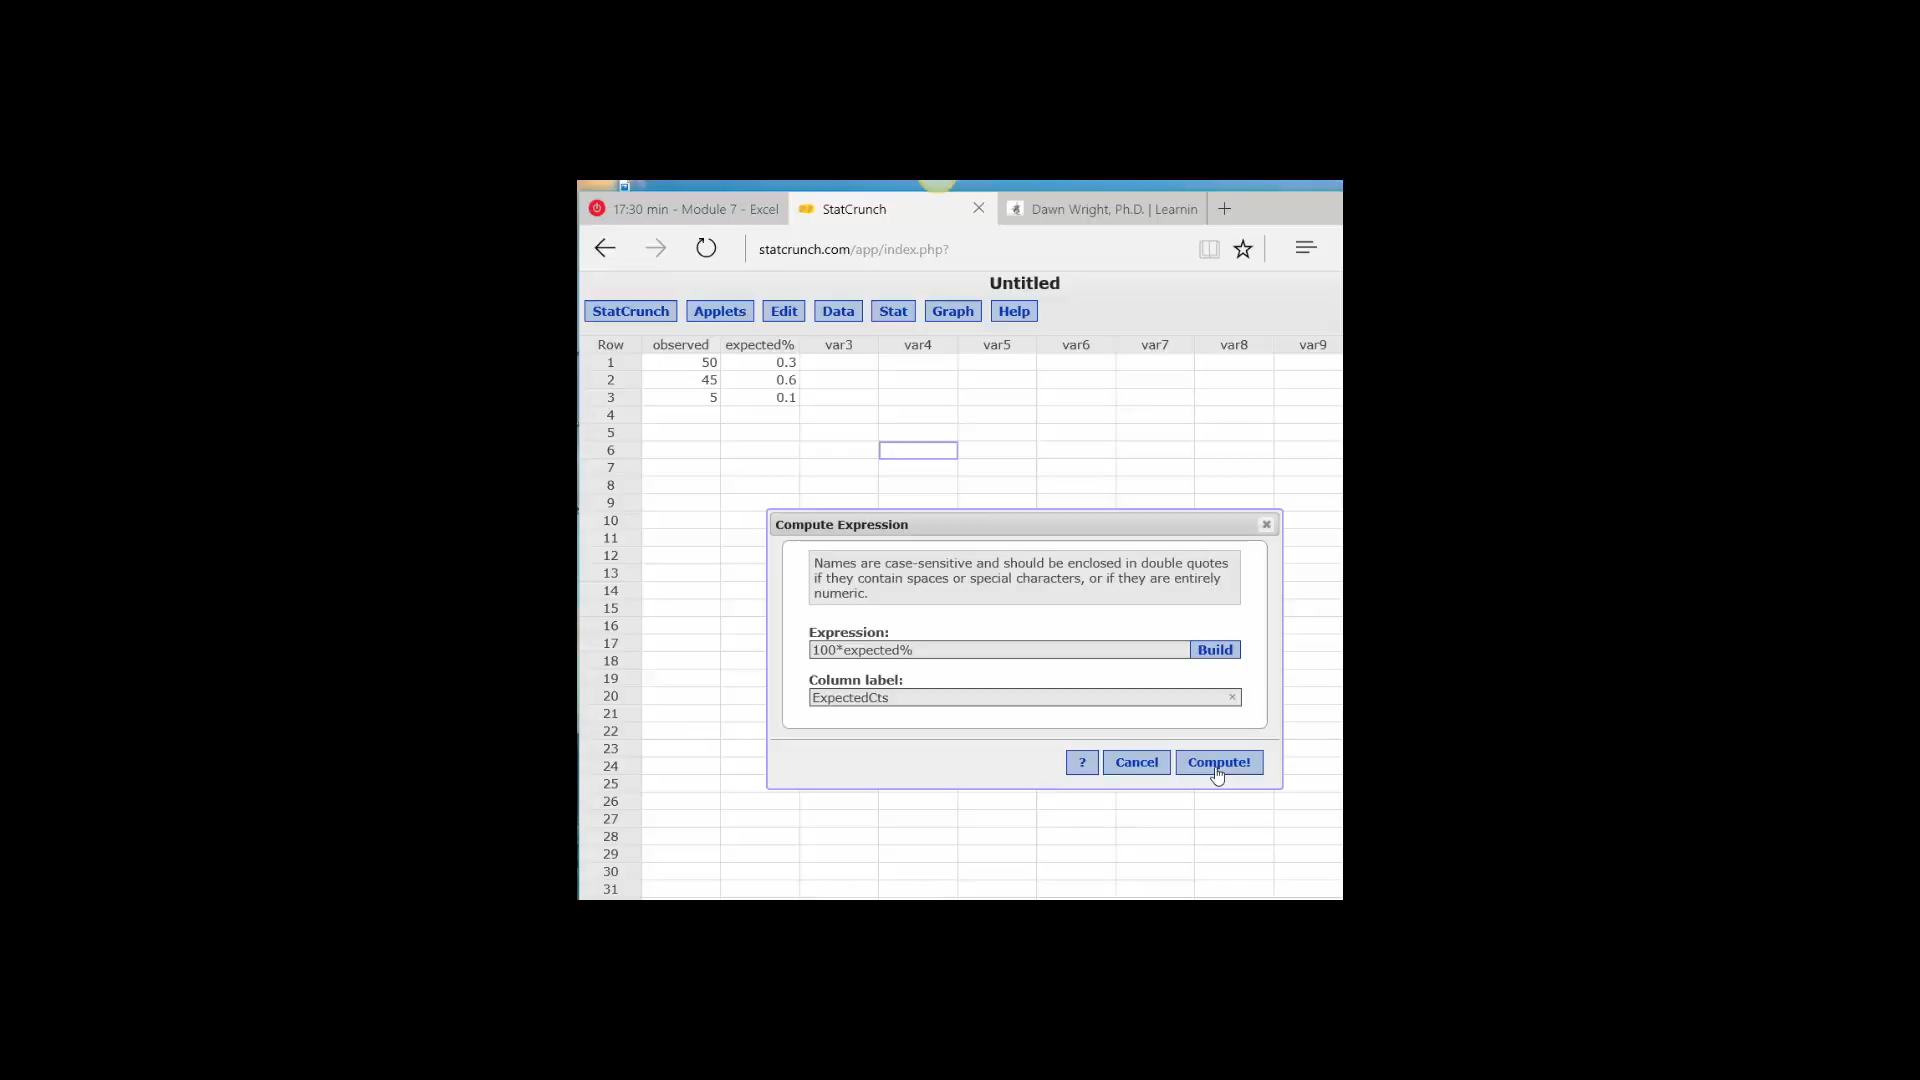 17:30 min - Module 7 - Excel StatCrunch Dawn Wright, Ph.D. | Learnin
statcrunch.com/app/index.php?
Untitled
StatCrunch Applets Edit Data Stat Graph Help
Row observed expected% var3 var4 var5 var6 var7 var8 var9
1 50 0.3
2 45 0.6
3 5 0.1
4
5
6
7
8
9
10
11
12
13
14
15
16
17
18
19
20
21
22
23
24
25
26
27
28
29
30
31
Compute Expression
Names are case-sensitive and should be enclosed in double quotes
if they contain spaces or special characters, or if they are entirely
numeric.
Expression:
100*expected% Build
Column label:
ExpectedCts
? Cancel Compute!